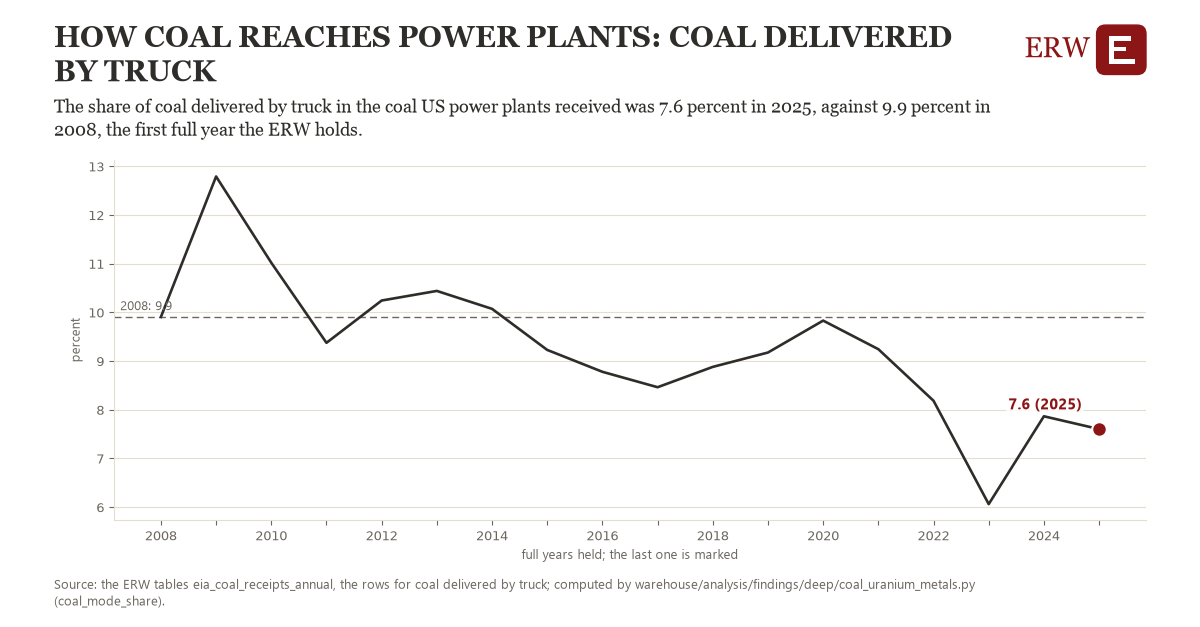 HOW COAL REACHES POWER PLANTS: COAL DELIVERED
BY TRUCK
ERW E
The share of coal delivered by truck in the coal US power plants received was 7.6 percent in 2025, against 9.9 percent in
2008, the first full year the ERW holds.
13
12
11
10
9
8
7
6
percent
2008: 9.9
7.6 (2025)
2008 2010 2012 2014 2016 2018 2020 2022 2024
full years held; the last one is marked
Source: the ERW tables eia_coal_receipts_annual, the rows for coal delivered by truck; computed by warehouse/analysis/findings/deep/coal_uranium_metals.py
(coal_mode_share).